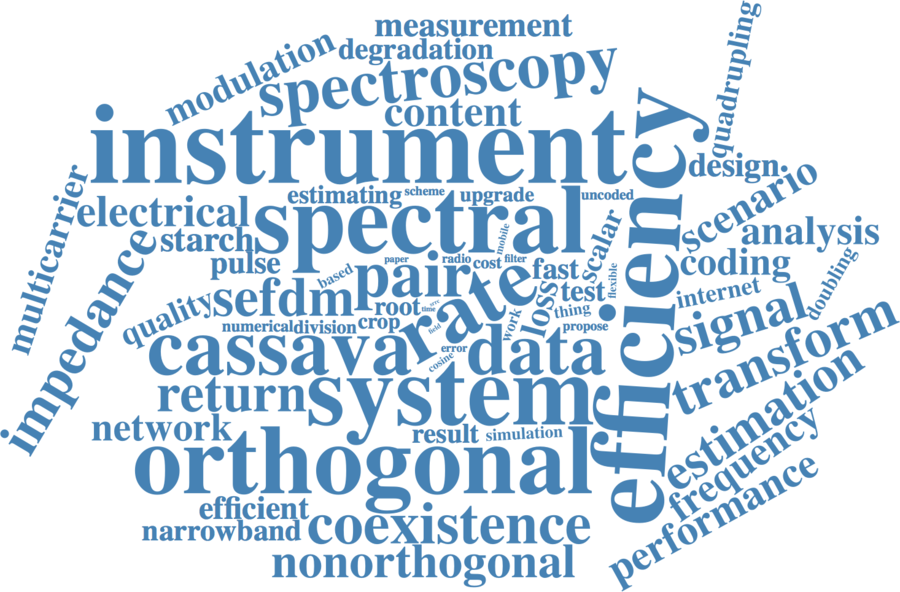 measurement
degradation
modulation
spectroscopy
quadrupling
content
instrument
efficiency
design
multicarrier
estimating
scheme
upgrade
uncoded
electrical
spectral
scalar
scenario
starch
impedance
mobile
analysis
pulse
based
paper
pair
radio
cost
filter
fast
flexible
coding
doubling
quality
sefdm
root
time
rate
loss
test
internet
numerical
division
crop
field
work
thing
propose
signal
cassava
cosine
error
data
transform
return
system
estimation
network
result
simulation
frequency
orthogonal
performance
efficient
narrowband
coexistence
nonorthogonal